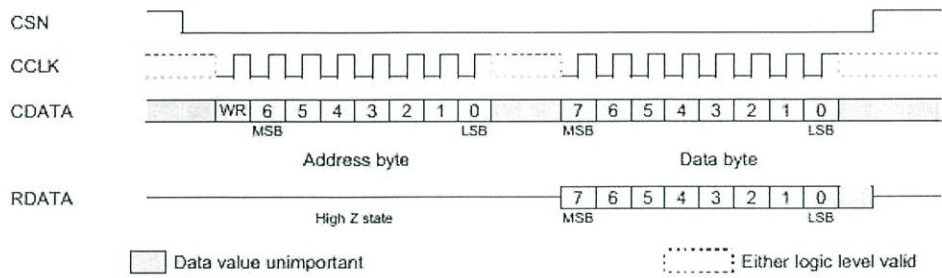 CSN
CCLK
CDATA WR 6 5 4 3 2 1 0 7 6 5 4 3 2 1 0
MSB LSB MSB LSB
Address byte Data byte
RDATA 7 6 5 4 3 2 1 0
High Z state MSB LSB
Data value unimportant Either logic level valid